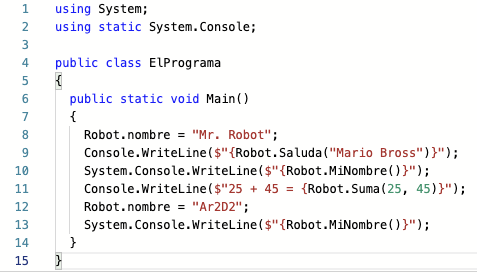 1 using System;
2 using static System.Console;
3
4 public class ElPrograma
5 {
6 public static void Main()
7 {
8 Robot.nombre = "Mr. Robot";
9 Console.WriteLine($"{Robot.Saluda("Mario Bross")}");
10 System.Console.WriteLine($"{Robot.MiNombre()}");
11 Console.WriteLine($"25 + 45 = {Robot.Suma(25, 45)}");
12 Robot.nombre = "Ar2D2";
13 System.Console.WriteLine($"{Robot.MiNombre()}");
14 }
15 }